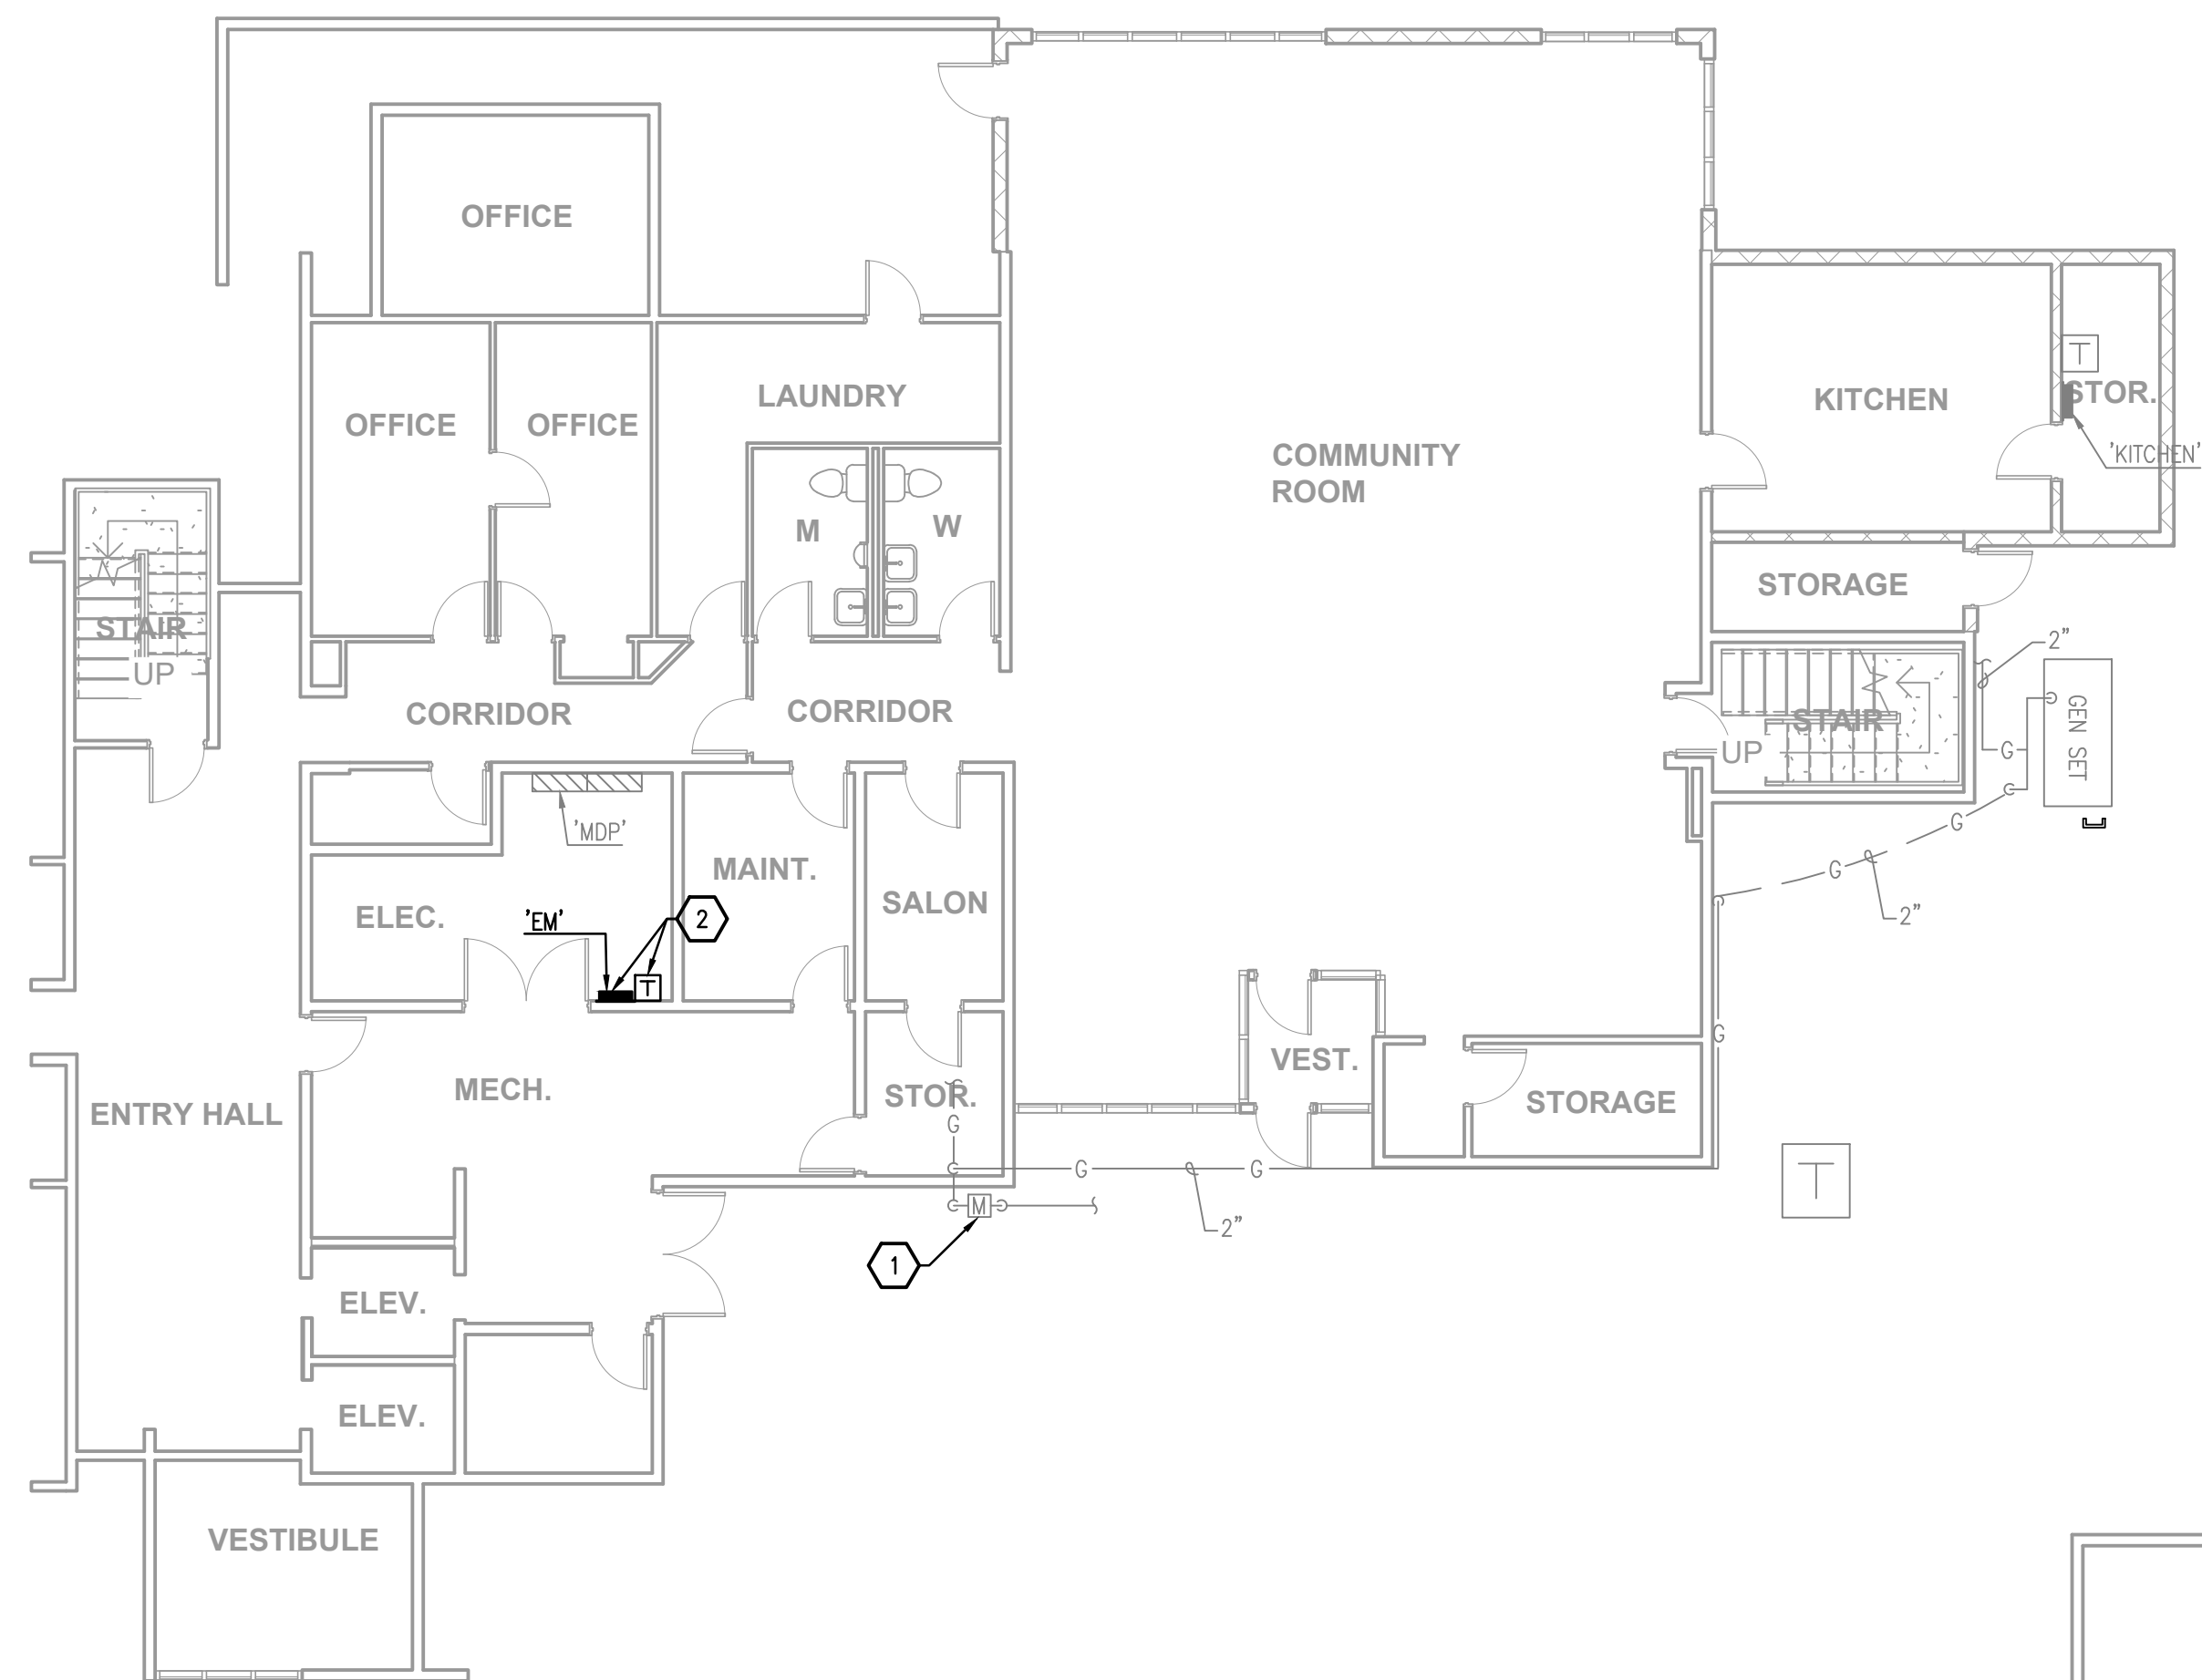 OFFICE
OFFICE
OFFICE
LAUNDRY
KITCHEN
T
STOR.
'KITCHEN'
COMMUNITY
ROOM
M
W
STORAGE
STAIR
UP
2"
CORRIDOR
CORRIDOR
STAIR
UP
G
GEN SET
'MDP'
G
G
2"
MAINT.
SALON
ELEC.
'EM'
2
T
G
MECH.
STOR.
VEST.
STORAGE
ENTRY HALL
G
G
G
T
M
2"
1
ELEV.
ELEV.
VESTIBULE